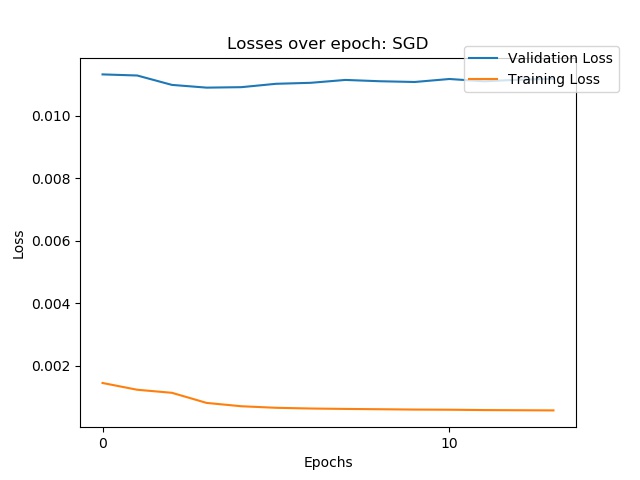 Losses over epoch: SGD
Validation Loss
Training Loss
0.010
0.008
0.006
0.004
0.002
Loss
0
10
Epochs